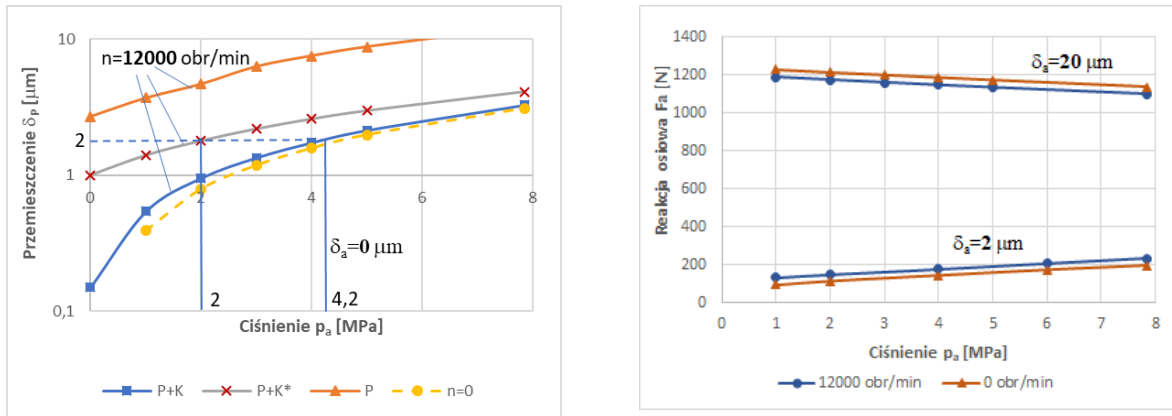 10
n=12000 obr/min
2
1
0
2
4
6
8
δa=0 µm
2
4,2
0,1
Przemieszczenie δP [µm]
Ciśnienie pa [MPa]
P+K
P+K*
P
n=0
1400
1200
1000
800
600
400
200
0
δa=20 µm
δa=2 µm
0 1 2 3 4 5 6 7 8
Reakcja osiowa Fa [N]
Ciśnienie pa [MPa]
12000 obr/min
0 obr/min